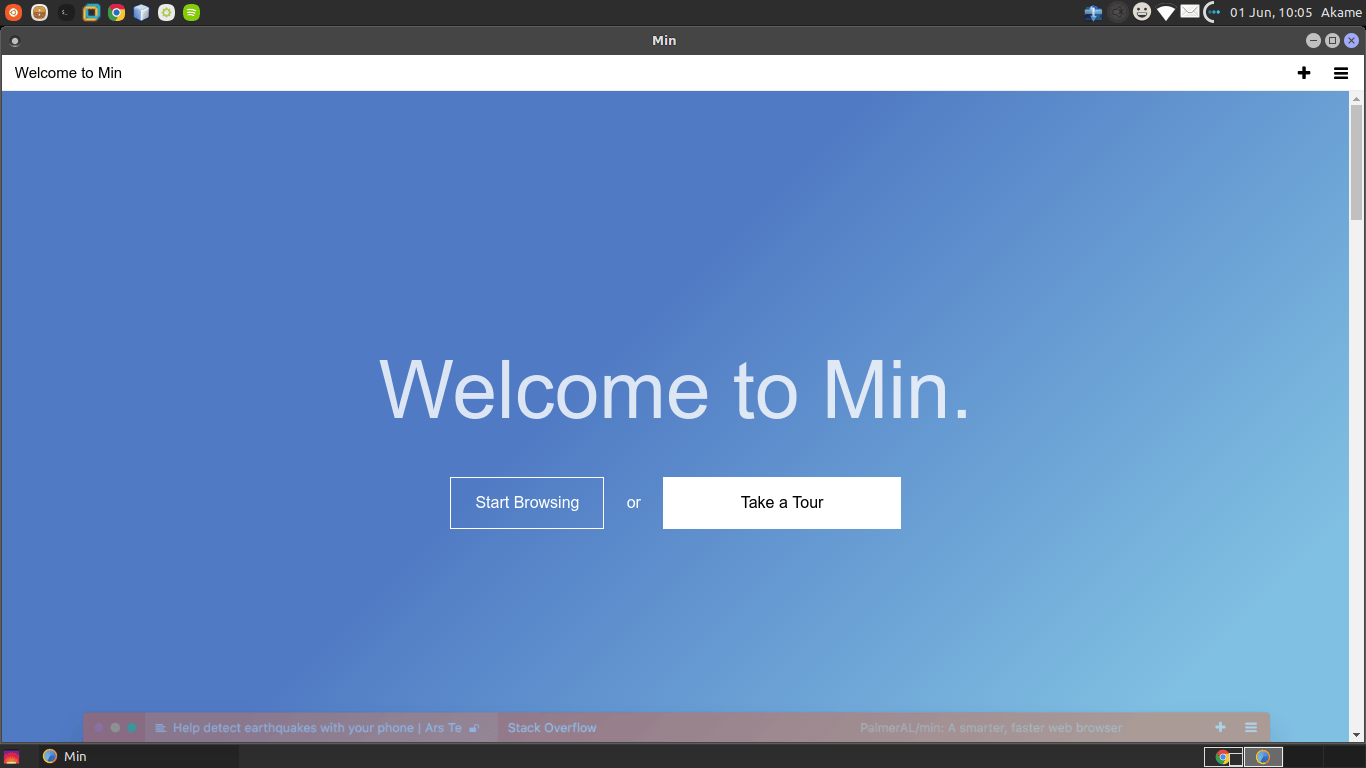 01 Jun, 10:05 Akame
Min
Welcome to Min
Welcome to Min.
Start Browsing or Take a Tour
Help detect earthquakes with your phone | Ars Te Stack Overflow PalmerAL/min: A smarter, faster web browser
Min